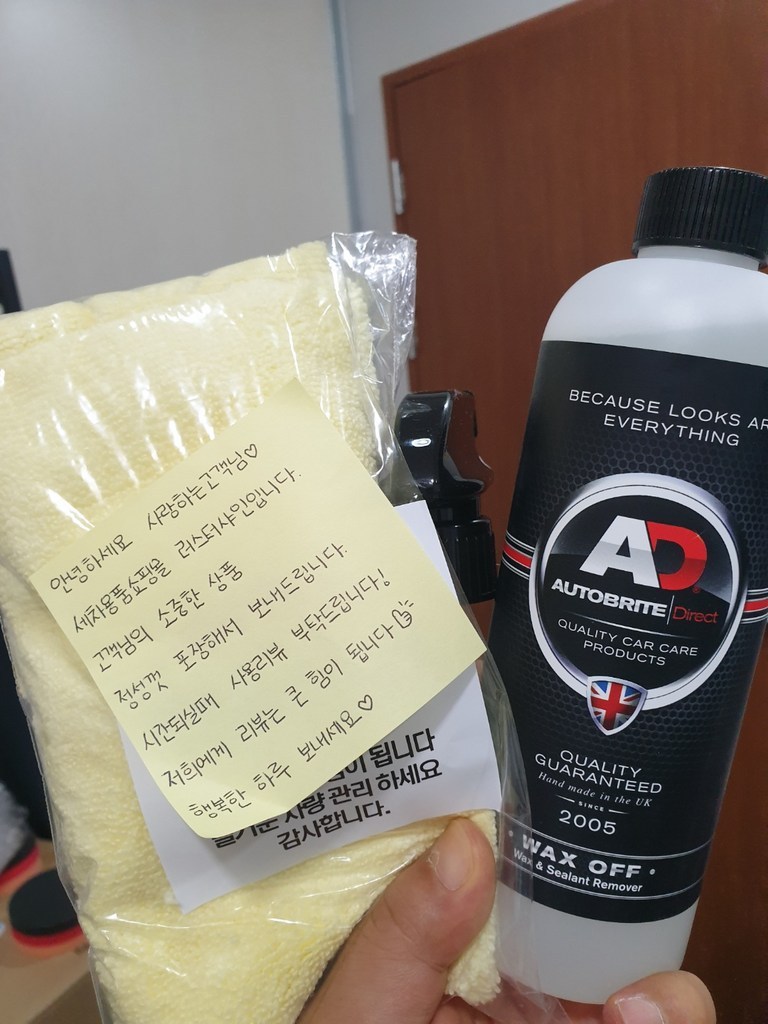 안녕하세요 사랑하는고객님♡
세차용품쇼핑몰 러스터샤인입니다.
고객님의 소중한 상품
정성껏 포장해서 보내드립니다.
시간되실때 사용리뷰 부탁드립니다!
저희에게 리뷰는 큰 힘이 됩니다
행복한 하루 보내세요♡
됩니다
차량 관리 하세요
감사합니다.
BECAUSE LOOKS
EVERYTHING
AD
AUTOBRITE Direct
QUALITY CAR CARE
PRODUCTS
QUALITY
GUARANTEED
Hand made in the UK
SINCE
2005
• WAX OFF •
Wax & Sealant Remover